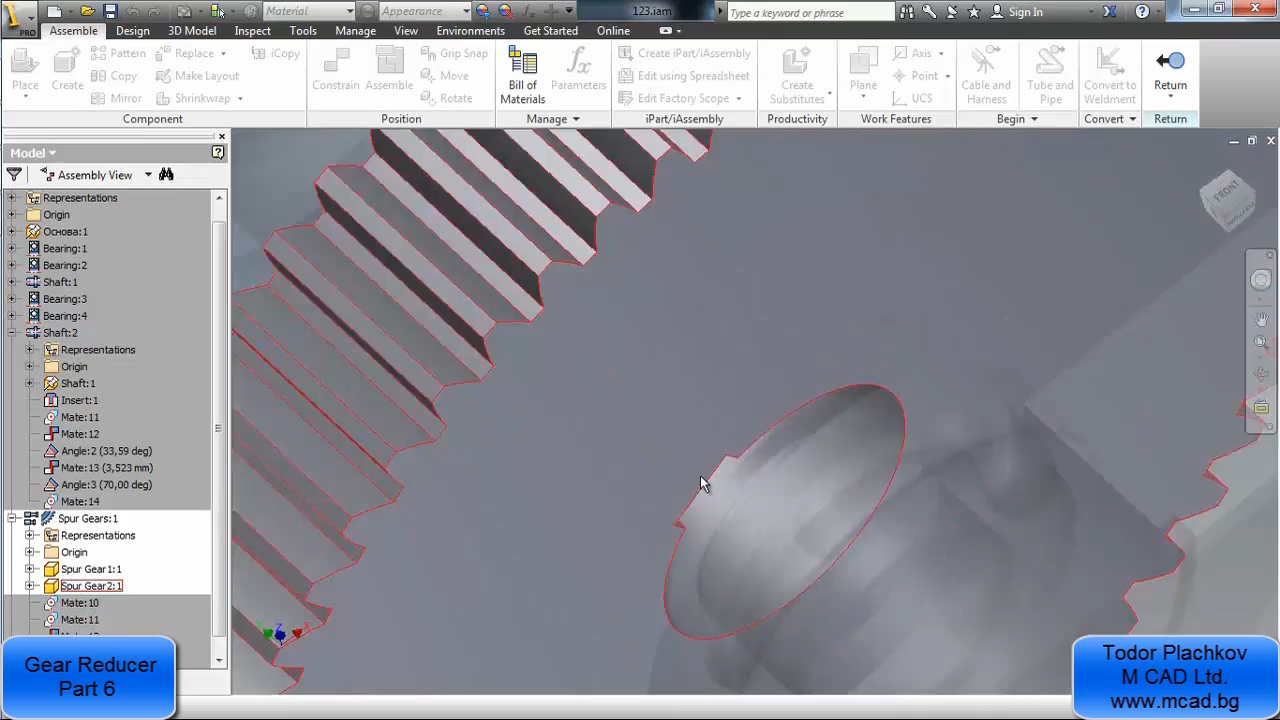 Material
Appearance
123.iam
Type a keyword or phrase
Sign In
PRO
Assemble Design 3D Model Inspect Tools Manage View Environments Get Started Online
Place
Create
Pattern
Copy
Mirror
Replace
Make Layout
Shrinkwrap
iCopy
Component
Constrain
Assemble
Grip Snap
Move
Rotate
Position
Bill of
Materials
Parameters
Manage
Create iPart/iAssembly
Edit using Spreadsheet
Edit Factory Scope
iPart/iAssembly
Create
Substitutes
Productivity
Plane
Axis
Point
UCS
Work Features
Cable and
Harness
Tube and
Pipe
Begin
Convert to
Weldment
Convert
Return
Return
Model
Assembly View
Representations
Origin
Основа:1
Bearing:1
Bearing:2
Shaft:1
Bearing:3
Bearing:4
Shaft:2
Representations
Origin
Shaft:1
Insert:1
Mate:11
Mate:12
Angle:2 (33,59 deg)
Mate:13 (3,523 mm)
Angle:3 (70,00 deg)
Mate:14
Spur Gears:1
Representations
Origin
Spur Gear1:1
Spur Gear2:1
Mate:10
Mate:11
FRONT
Z
X
Gear Reducer
Part 6
Todor Plachkov
M CAD Ltd.
www.mcad.bg